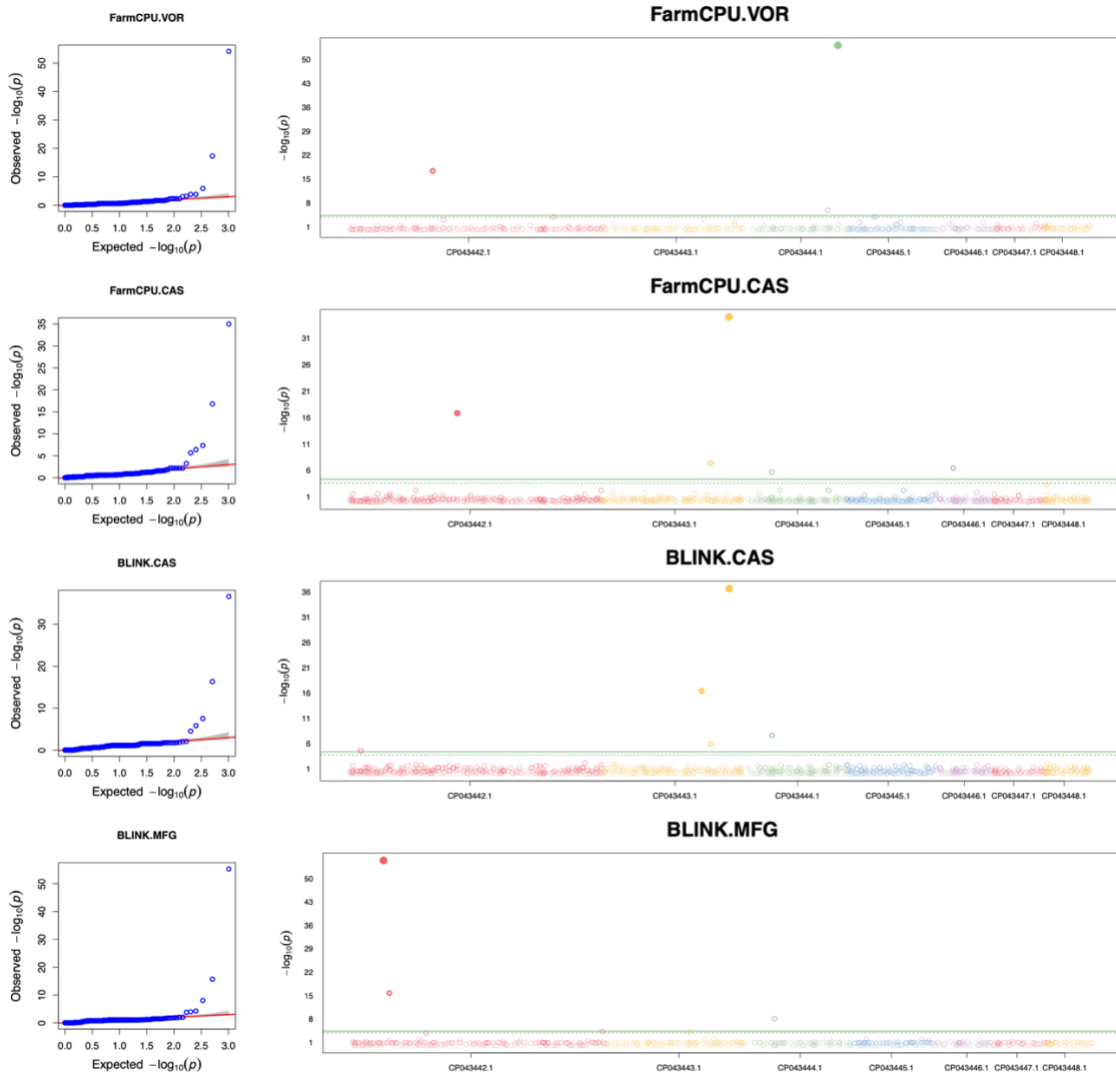 FarmCPU.VOR
FarmCPU.VOR
Observed −log₁₀(p)
50
40
30
20
10
0
0.0 0.5 1.0 1.5 2.0 2.5 3.0
Expected −log₁₀(p)
−log₁₀(p)
50
43
36
29
22
15
8
1
CP043442.1 CP043443.1 CP043444.1 CP043445.1 CP043446.1 CP043447.1 CP043448.1
FarmCPU.CAS
FarmCPU.CAS
Observed −log₁₀(p)
35
30
25
20
15
10
5
0
0.0 0.5 1.0 1.5 2.0 2.5 3.0
Expected −log₁₀(p)
−log₁₀(p)
31
26
21
16
11
6
1
CP043442.1 CP043443.1 CP043444.1 CP043445.1 CP043446.1 CP043447.1 CP043448.1
BLINK.CAS
BLINK.CAS
Observed −log₁₀(p)
30
20
10
0
0.0 0.5 1.0 1.5 2.0 2.5 3.0
Expected −log₁₀(p)
−log₁₀(p)
36
31
26
21
16
11
6
1
CP043442.1 CP043443.1 CP043444.1 CP043445.1 CP043446.1 CP043447.1 CP043448.1
BLINK.MFG
BLINK.MFG
Observed −log₁₀(p)
50
40
30
20
10
0
0.0 0.5 1.0 1.5 2.0 2.5 3.0
Expected −log₁₀(p)
−log₁₀(p)
50
43
36
29
22
15
8
1
CP043442.1 CP043443.1 CP043444.1 CP043445.1 CP043446.1 CP043447.1 CP043448.1